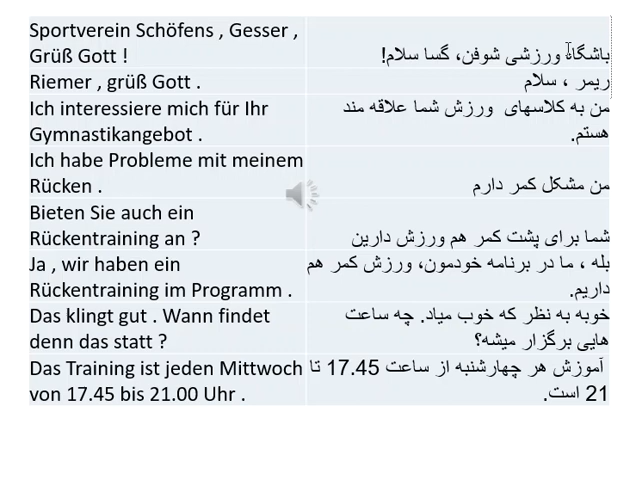 Sportverein Schöfens , Gesser ,
Grüß Gott !
باشگاه ورزشی شوفن، گسا سلام!
Riemer , grüß Gott .
ریمر ، سلام
Ich interessiere mich für Ihr
Gymnastikangebot .
من به کلاسهای ورزش شما علاقه مند
هستم.
Ich habe Probleme mit meinem
Rücken .
من مشکل کمر دارم
Bieten Sie auch ein
Rückentraining an ?
شما برای پشت کمر هم ورزش دارین
Ja , wir haben ein
Rückentraining im Programm .
بله ، ما در برنامه خودمون، ورزش کمر هم
داریم.
Das klingt gut . Wann findet
denn das statt ?
خوبه به نظر که خوب میاد. چه ساعت
هایی برگزار میشه؟
Das Training ist jeden Mittwoch
von 17.45 bis 21.00 Uhr .
آموزش هر چهارشنبه از ساعت 17.45 تا
21 است.